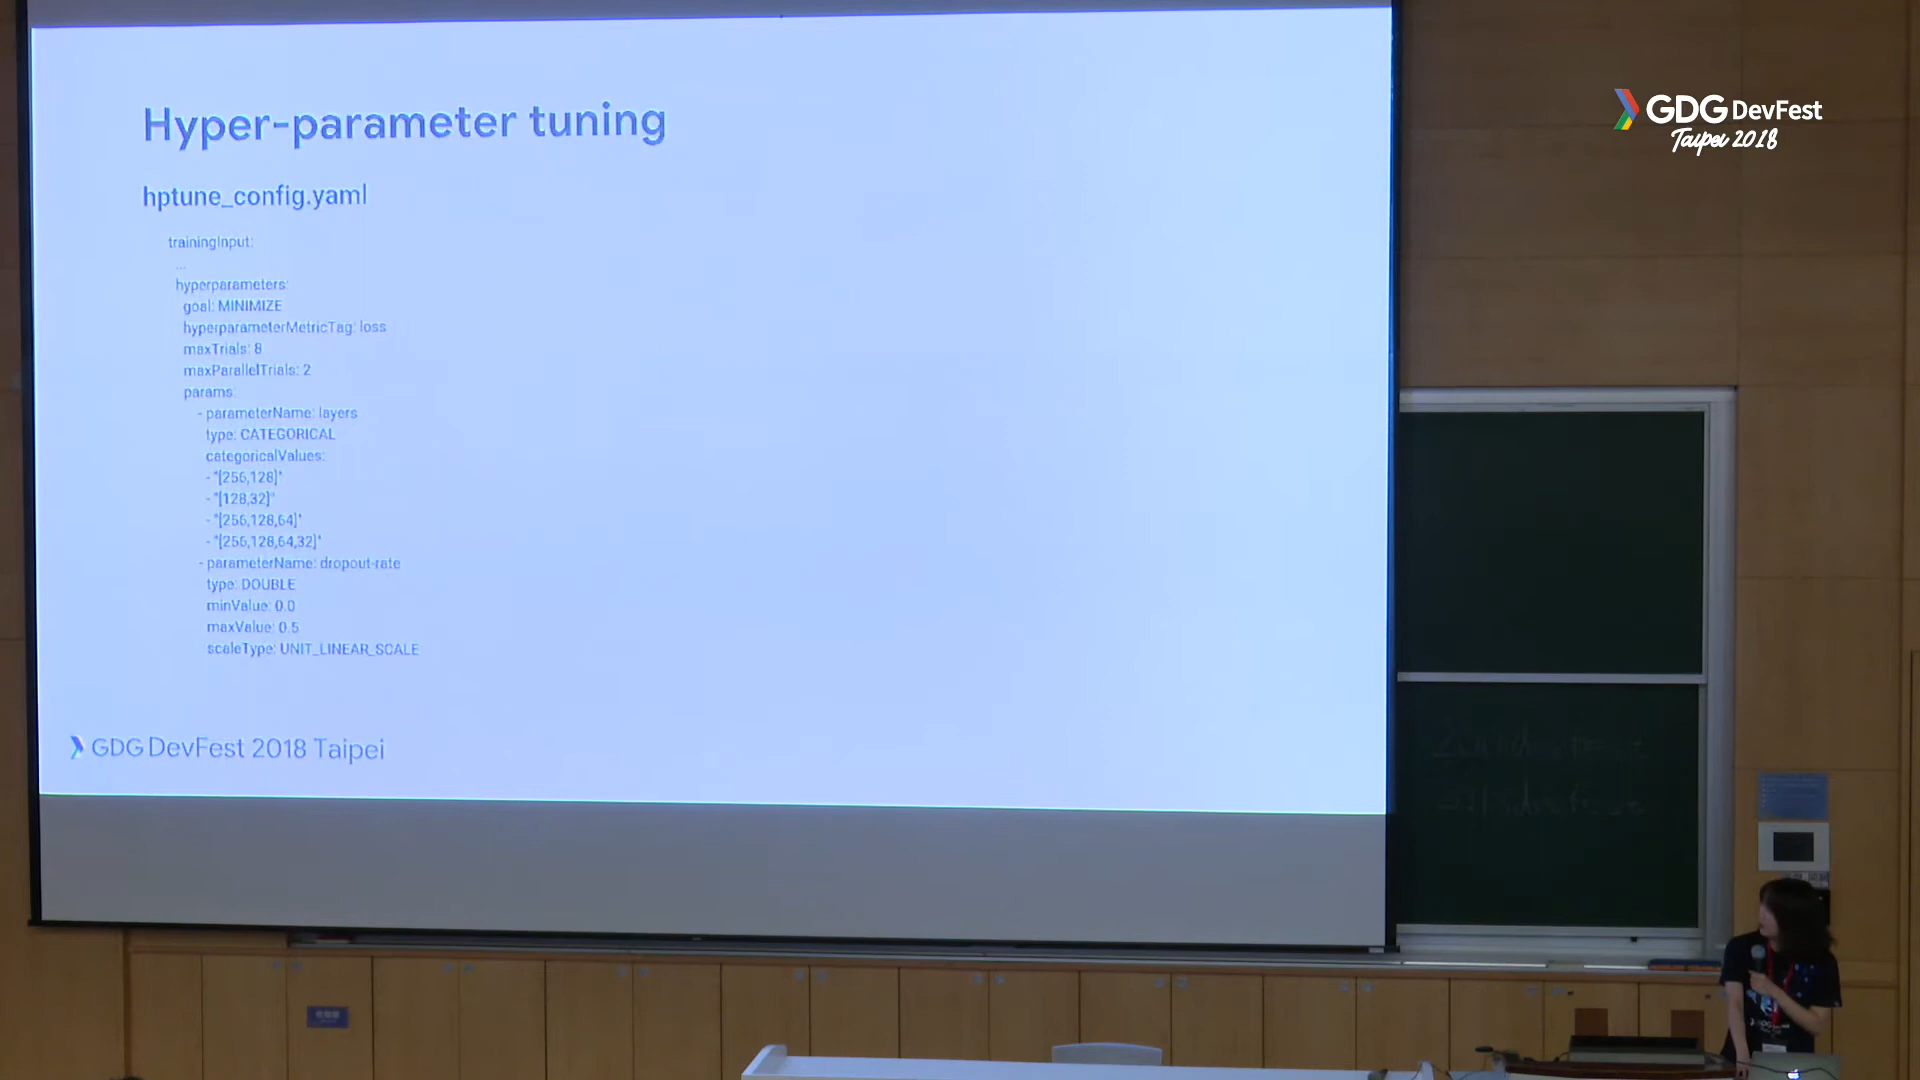 Hyper-parameter tuning
hptune_config.yaml
trainingInput:
...
hyperparameters:
goal: MINIMIZE
hyperparameterMetricTag: loss
maxTrials: 8
maxParallelTrials: 2
params:
- parameterName: layers
type: CATEGORICAL
categoricalValues:
- "[256,128]"
- "[128,32]"
- "[256,128,64]"
- "[256,128,64,32]"
- parameterName: dropout-rate
type: DOUBLE
minValue: 0.0
maxValue: 0.5
scaleType: UNIT_LINEAR_SCALE
GDG DevFest 2018 Taipei
GDG DevFest
Taipei 2018